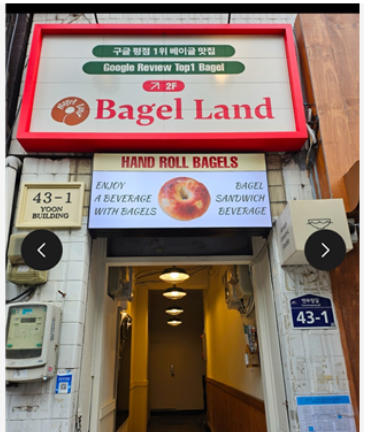 구글 평점 1위 베이글 맛집
Google Review Top1 Bagel
2F
Bagel Land
HAND ROLL BAGELS
ENJOY
A BEVERAGE
WITH BAGELS
BAGEL
SANDWICH
BEVERAGE
43-1
YOON
BUILDING
43-1